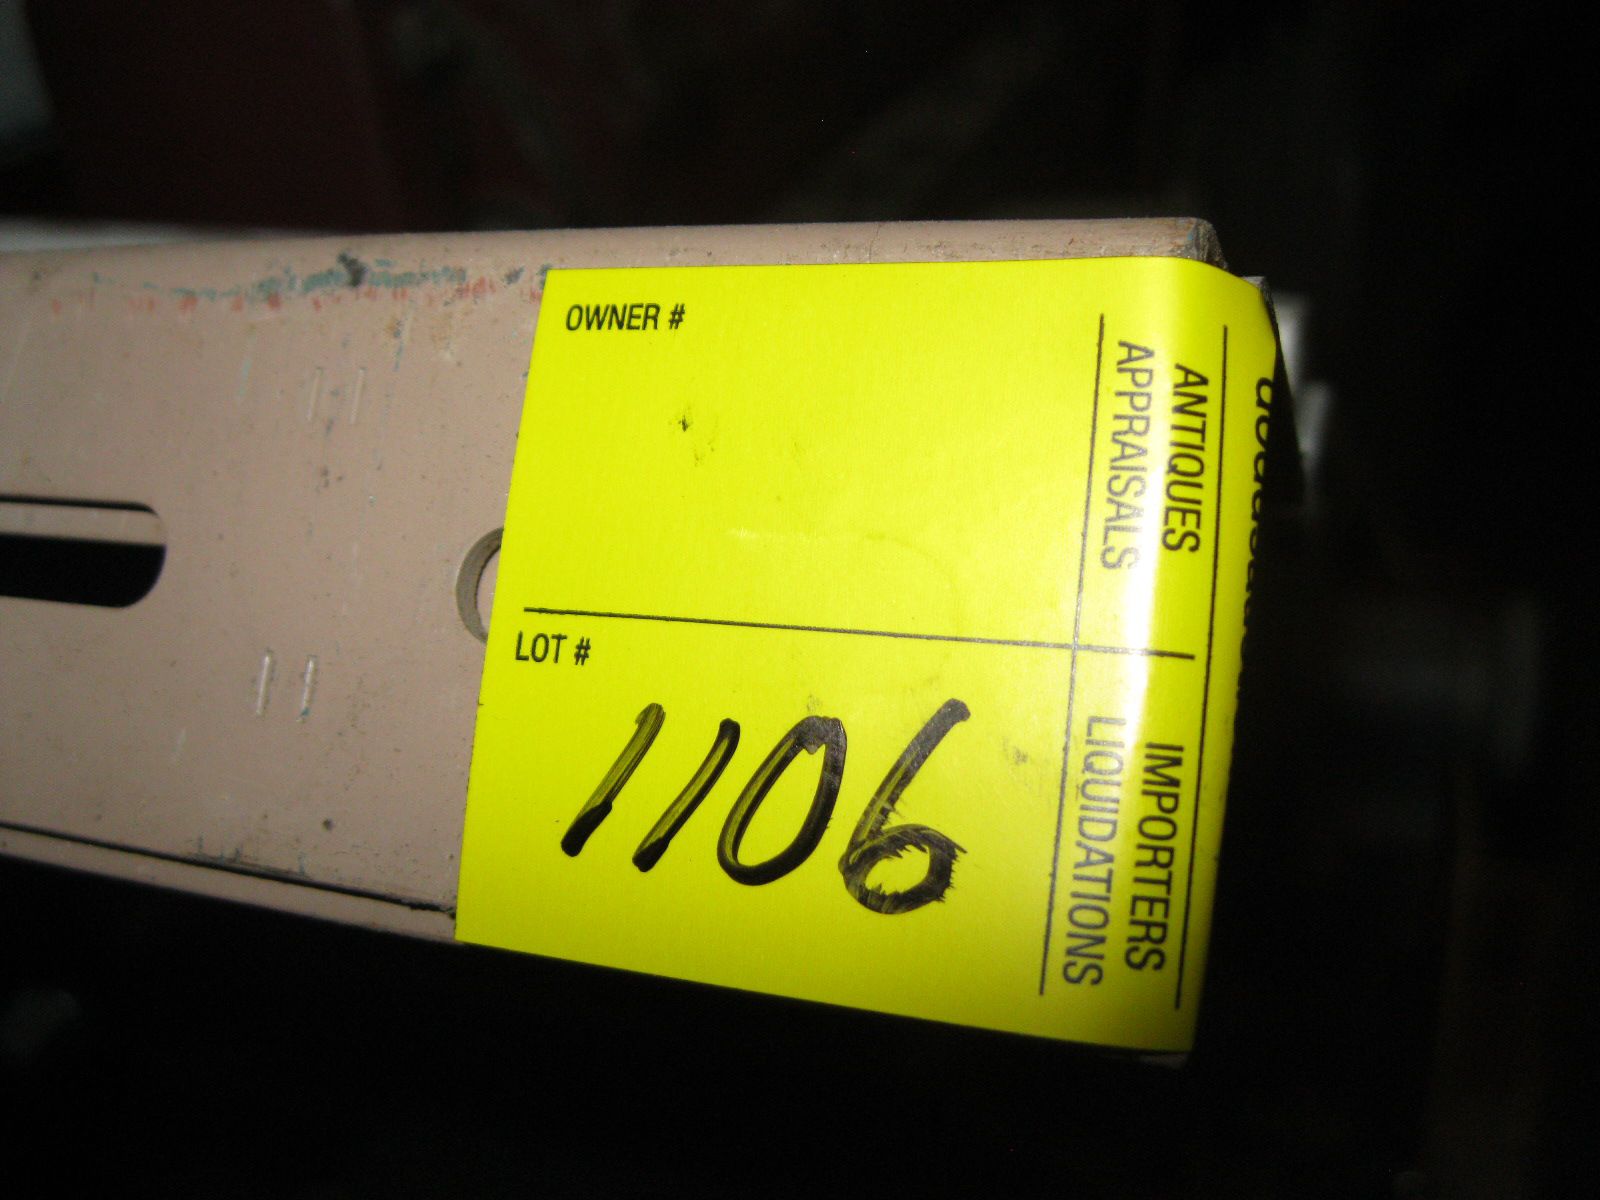 OWNER #
LOT #
1106
ANTIQUES
APPRAISALS
IMPORTERS
LIQUIDATIONS